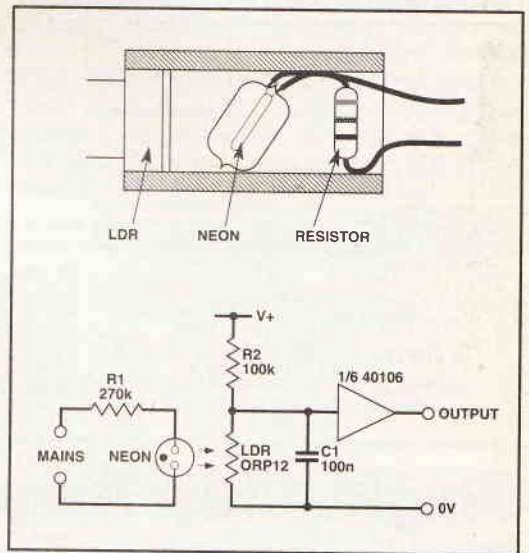 LDR
NEON
RESISTOR
V+
R2
100k
1/6 40106
R1
270k
OUTPUT
MAINS
NEON
LDR
ORP12
C1
100n
0V